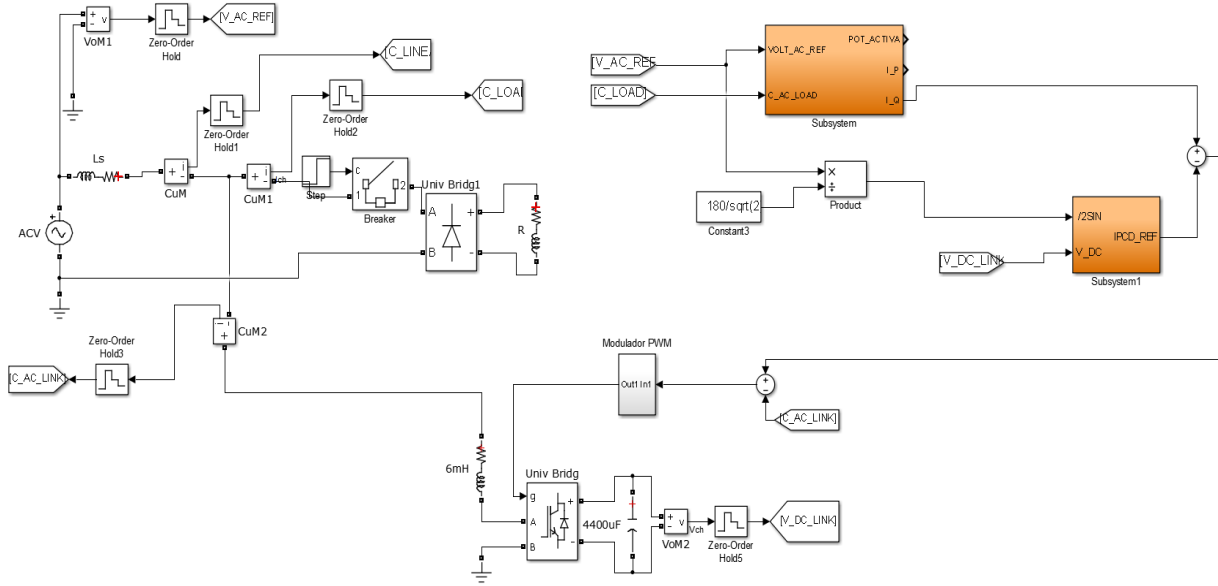 +
-
v
VoM1
Zero-Order
Hold
[V_AC_REF]
[C_LINE
Zero-Order
Hold1
Zero-Order
Hold2
[C_LOA
Ls
+
i
-
CuM
+
i
-
CuM1
Step
c
1
2
Breaker
Univ Bridg1
A
B
+
-
R
ACV
+
CuM2
Zero-Order
Hold3
[C_AC_LINK]
6mH
Univ Bridg
g
A
B
+
-
4400uF
+
-
v
VoM2
Vch
Zero-Order
Hold5
[V_DC_LINK]
Modulador PWM
Out1 In1
[C_AC_LINK]
[V_AC_REF
[C_LOAD]
VOLT_AC_REF
C_AC_LOAD
POT_ACTIVA
I_P
I_Q
Subsystem
×
÷
Product
180/sqrt(2
Constant3
[V_DC_LINK
/2SIN
V_DC
IPCD_REF
Subsystem1
+
-
+
-